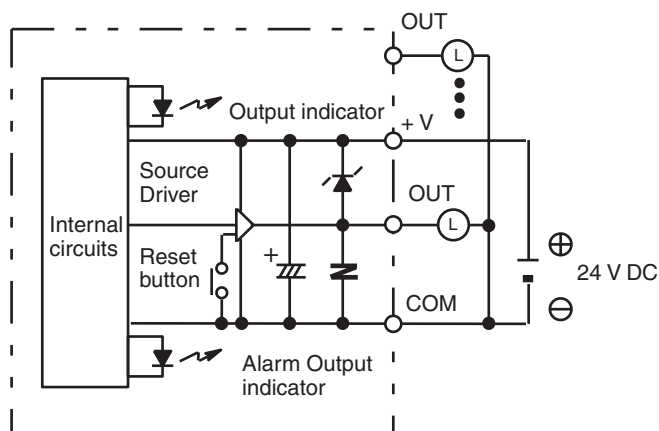 OUT
L
Output indicator
+ V
Source
Driver
OUT
Internal
circuits
L
Reset
button
+
24 V DC
COM
Alarm Output
indicator